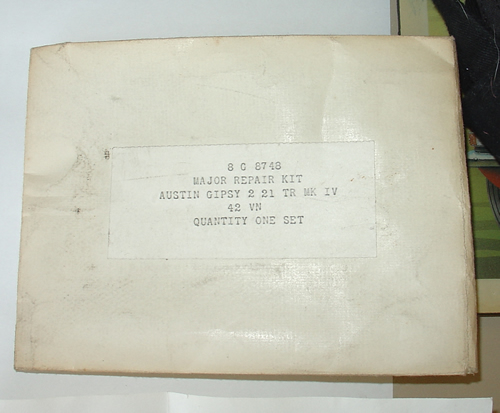 8 G 8748
MAJOR REPAIR KIT
AUSTIN GIPSY 2 21 TR MK IV
42 VN
QUANTITY ONE SET